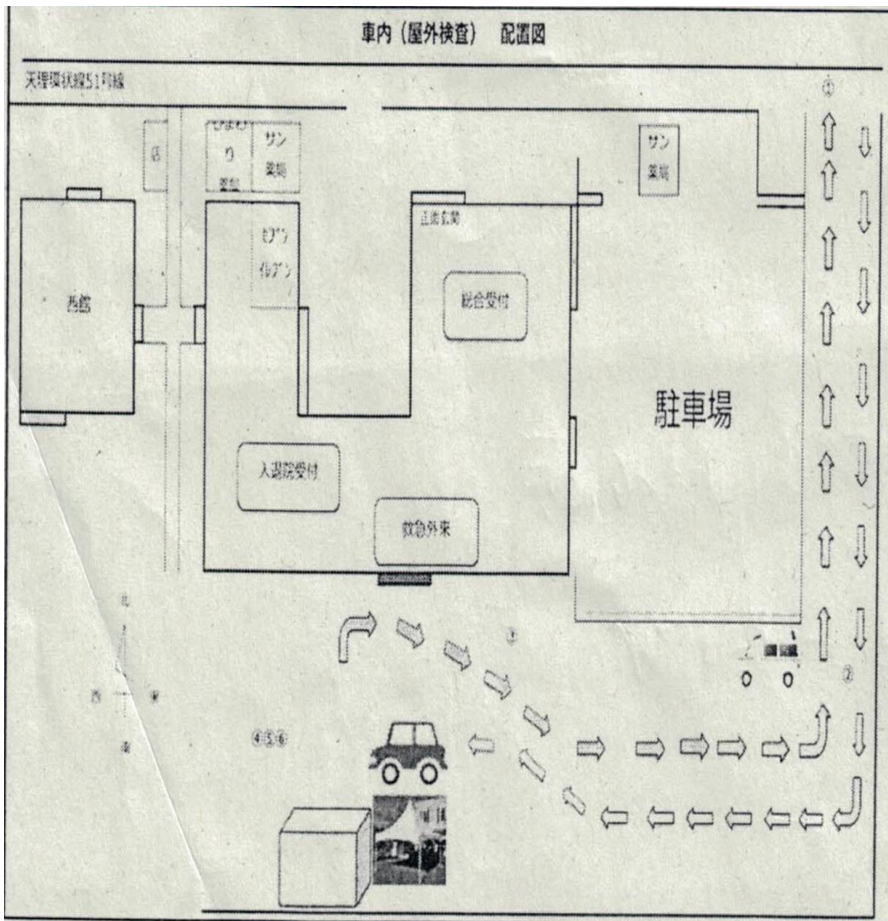 車内（屋外検査）　配置図
天理環状線51号線
①
店
ひまわり
薬局
サン
薬局
サン
薬局
正面玄関
セブン
イレブン
西館
総合受付
駐車場
入退院受付
救急外来
北
西
東
南
③
②
④⑤⑥